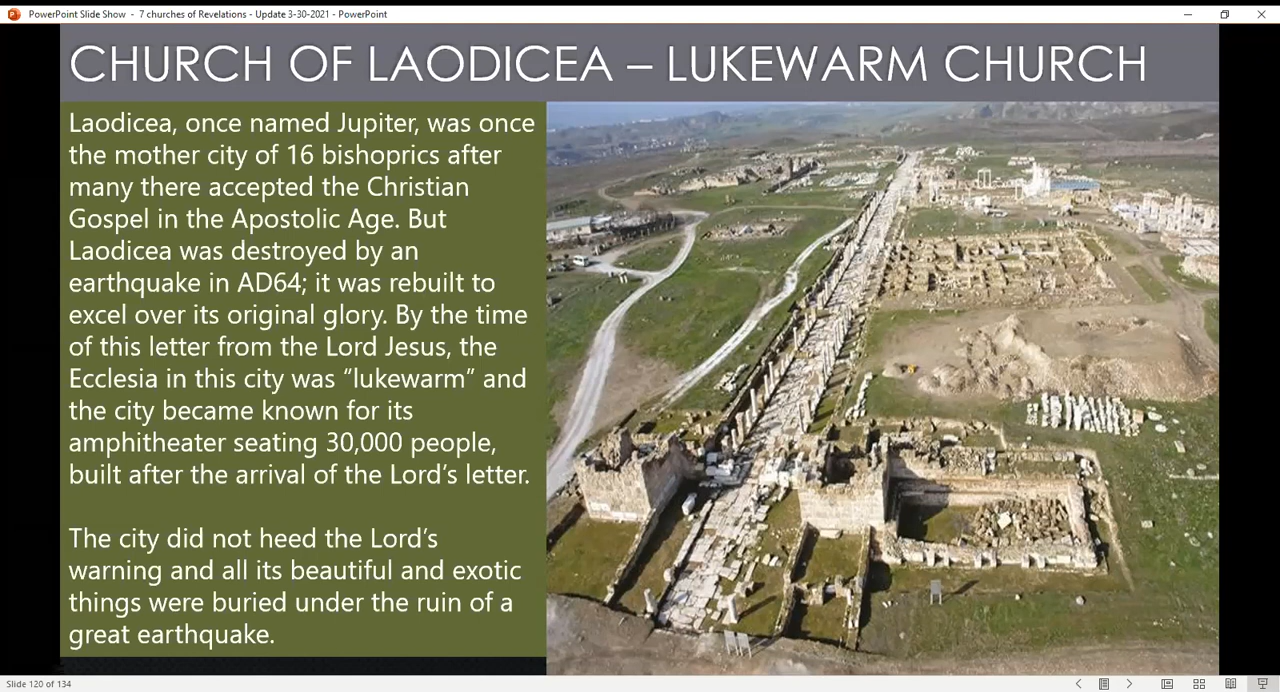 PowerPoint Slide Show - 7 churches of Revelations - Update 3-30-2021 - PowerPoint
CHURCH OF LAODICEA – LUKEWARM CHURCH
Laodicea, once named Jupiter, was once
the mother city of 16 bishoprics after
many there accepted the Christian
Gospel in the Apostolic Age. But
Laodicea was destroyed by an
earthquake in AD64; it was rebuilt to
excel over its original glory. By the time
of this letter from the Lord Jesus, the
Ecclesia in this city was “lukewarm” and
the city became known for its
amphitheater seating 30,000 people,
built after the arrival of the Lord’s letter.
The city did not heed the Lord’s
warning and all its beautiful and exotic
things were buried under the ruin of a
great earthquake.
Slide 120 of 134